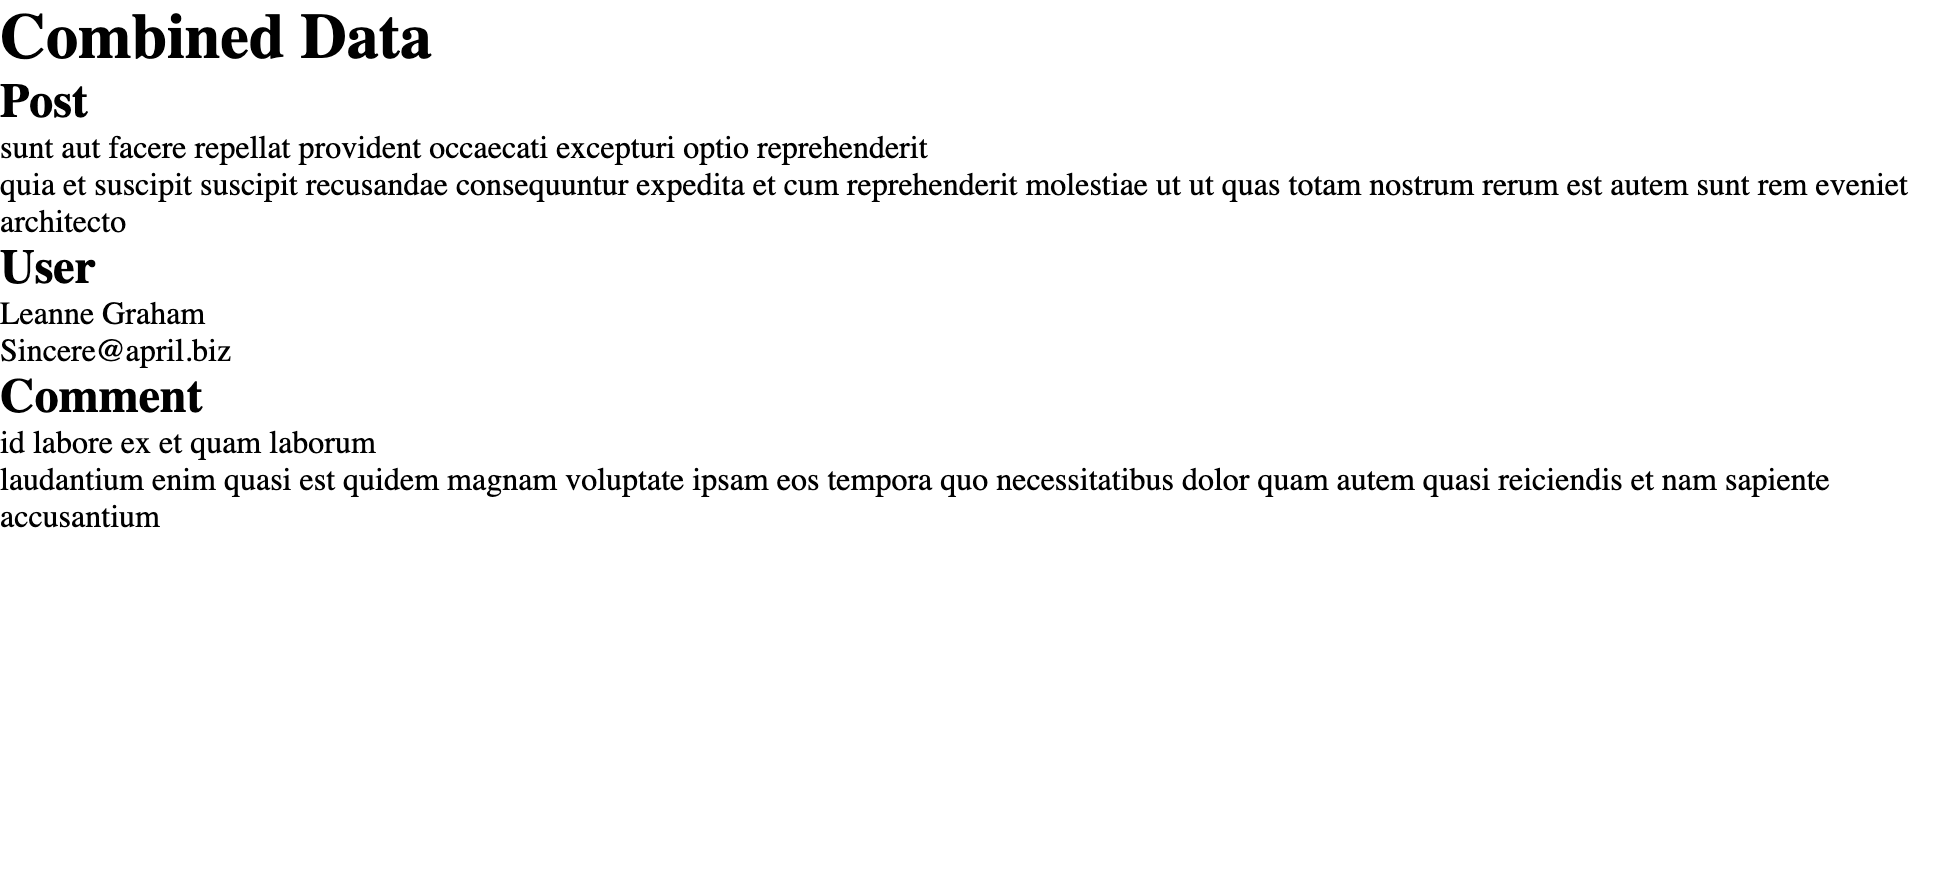 Combined Data
Post
sunt aut facere repellat provident occaecati excepturi optio reprehenderit
quia et suscipit suscipit recusandae consequuntur expedita et cum reprehenderit molestiae ut ut quas totam nostrum rerum est autem sunt rem eveniet
architecto
User
Leanne Graham
Sincere@april.biz
Comment
id labore ex et quam laborum
laudantium enim quasi est quidem magnam voluptate ipsam eos tempora quo necessitatibus dolor quam autem quasi reiciendis et nam sapiente
accusantium